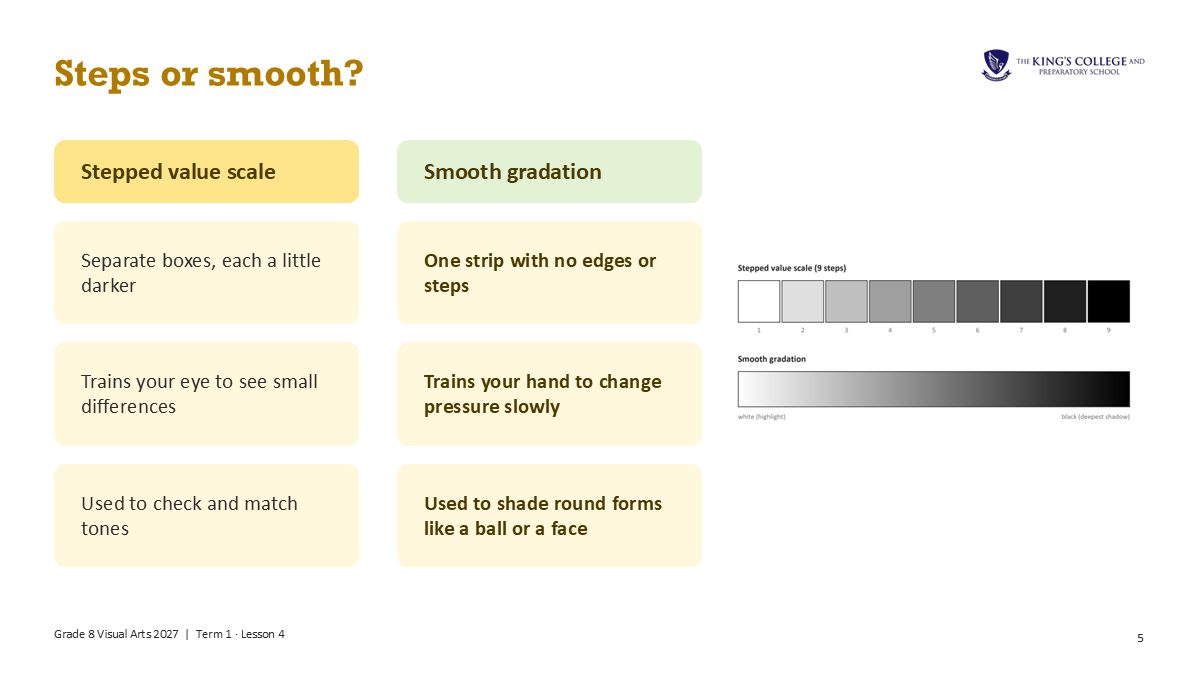 Steps or smooth?
THE KING'S COLLEGE AND
PREPARATORY SCHOOL
Stepped value scale
Smooth gradation
Separate boxes, each a little
darker
One strip with no edges or
steps
Trains your eye to see small
differences
Trains your hand to change
pressure slowly
Used to check and match
tones
Used to shade round forms
like a ball or a face
Stepped value scale (9 steps)
1 2 3 4 5 6 7 8 9
Smooth gradation
white (highlight) black (deepest shadow)
Grade 8 Visual Arts 2027 | Term 1 · Lesson 4
5